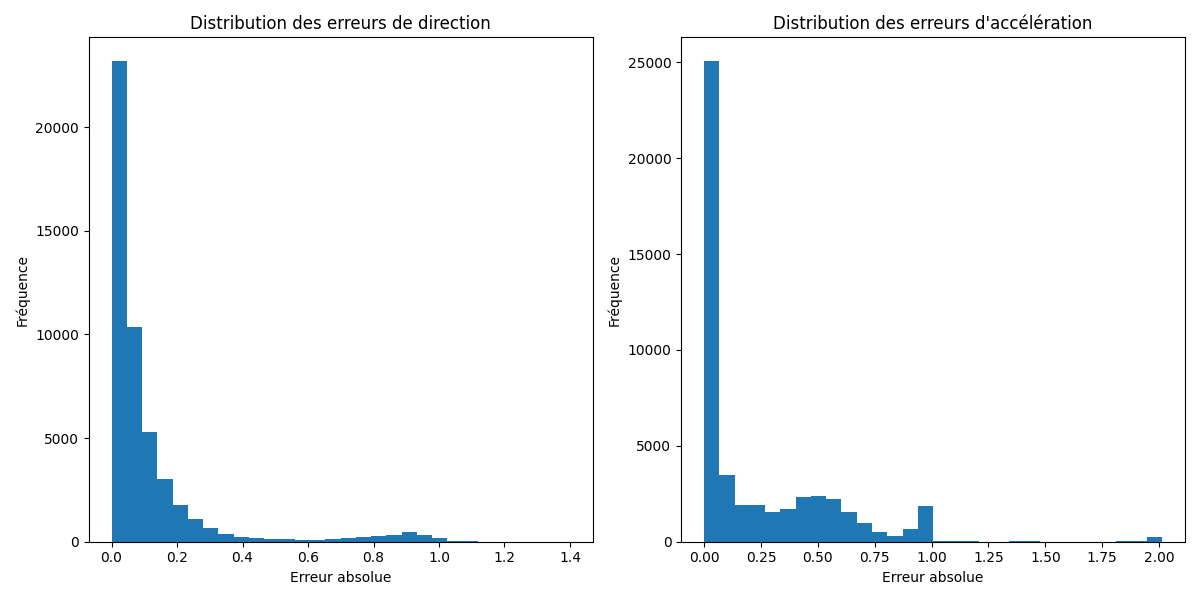 Distribution des erreurs de direction
Fréquence
20000
15000
10000
5000
0
0.0 0.2 0.4 0.6 0.8 1.0 1.2 1.4
Erreur absolue
Distribution des erreurs d'accélération
Fréquence
25000
20000
15000
10000
5000
0
0.00 0.25 0.50 0.75 1.00 1.25 1.50 1.75 2.00
Erreur absolue